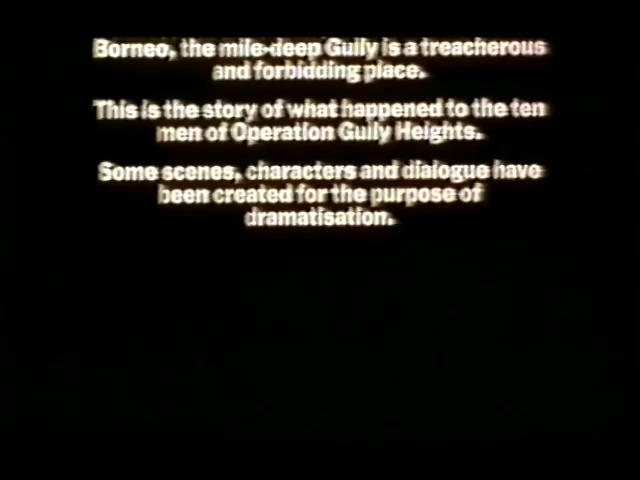 Borneo, the mile-deep Gully is a treacherous
and forbidding place.
This is the story of what happened to the ten
men of Operation Gully Heights.
Some scenes, characters and dialogue have
been created for the purpose of
dramatisation.